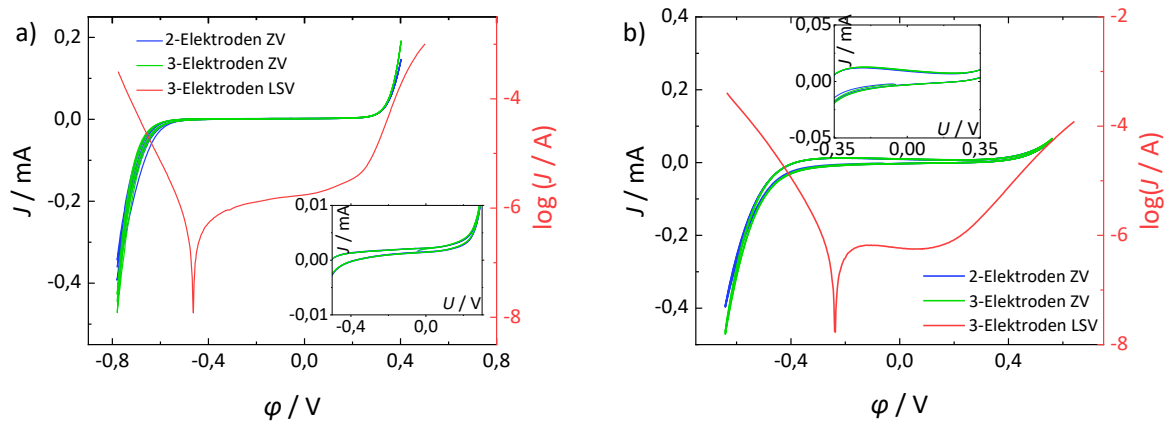 a)
2-Elektroden ZV
3-Elektroden ZV
3-Elektroden LSV
J / mA
0,2
0,0
-0,2
-0,4
-0,8
-0,4
0,0
0,4
0,8
φ / V
-4
-6
-8
log (J / A)
0,01
0,00
-0,01
J / mA
-0,4
0,0
U / V
b)
J / mA
0,4
0,2
0,0
-0,2
-0,4
-0,4
0,0
0,4
φ / V
-2
-4
-6
-8
log(J / A)
0,05
0,00
-0,05
J / mA
-0,35
0,00
0,35
U / V
2-Elektroden ZV
3-Elektroden ZV
3-Elektroden LSV